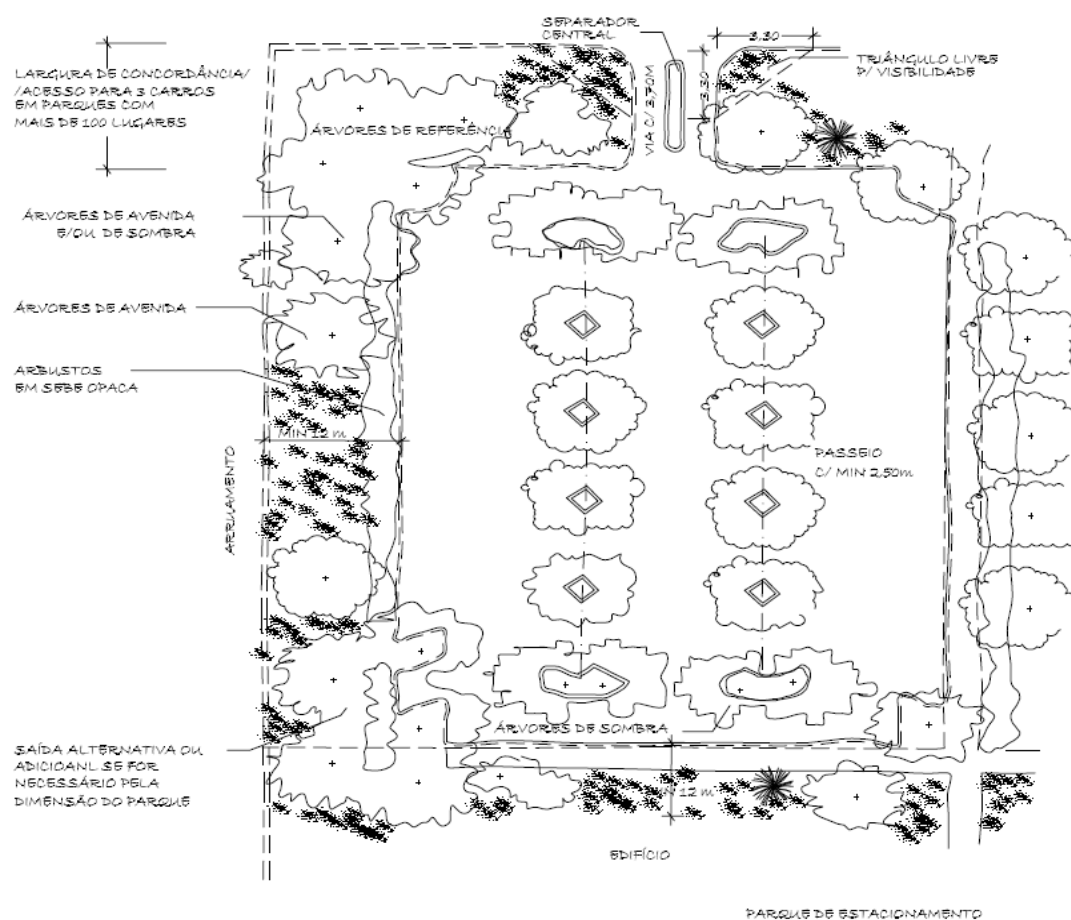 SEPARADOR
CENTRAL
3,30
LARGURA DE CONCORDÂNCIA/
/ACESSO PARA 3 CARROS
EM PARQUES COM
MAIS DE 100 LUGARES
3,30
TRIÂNGULO LIVRE
P/ VISIBILIDADE
VIA C/ 3,70M
ÁRVORES DE REFERÊNCIA
ÁRVORES DE AVENIDA
E/OU DE SOMBRA
ÁRVORES DE AVENIDA
ARBUSTOS
EM SEBE OPACA
MIN 12 m
PASSEIO
C/ MIN 2,50m
ARRUAMENTO
ÁRVORES DE SOMBRA
SAÍDA ALTERNATIVA OU
ADICIOANL SE FOR
NECESSÁRIO PELA
DIMENSÃO DO PARQUE
12 m
EDIFÍCIO
PARQUE DE ESTACIONAMENTO